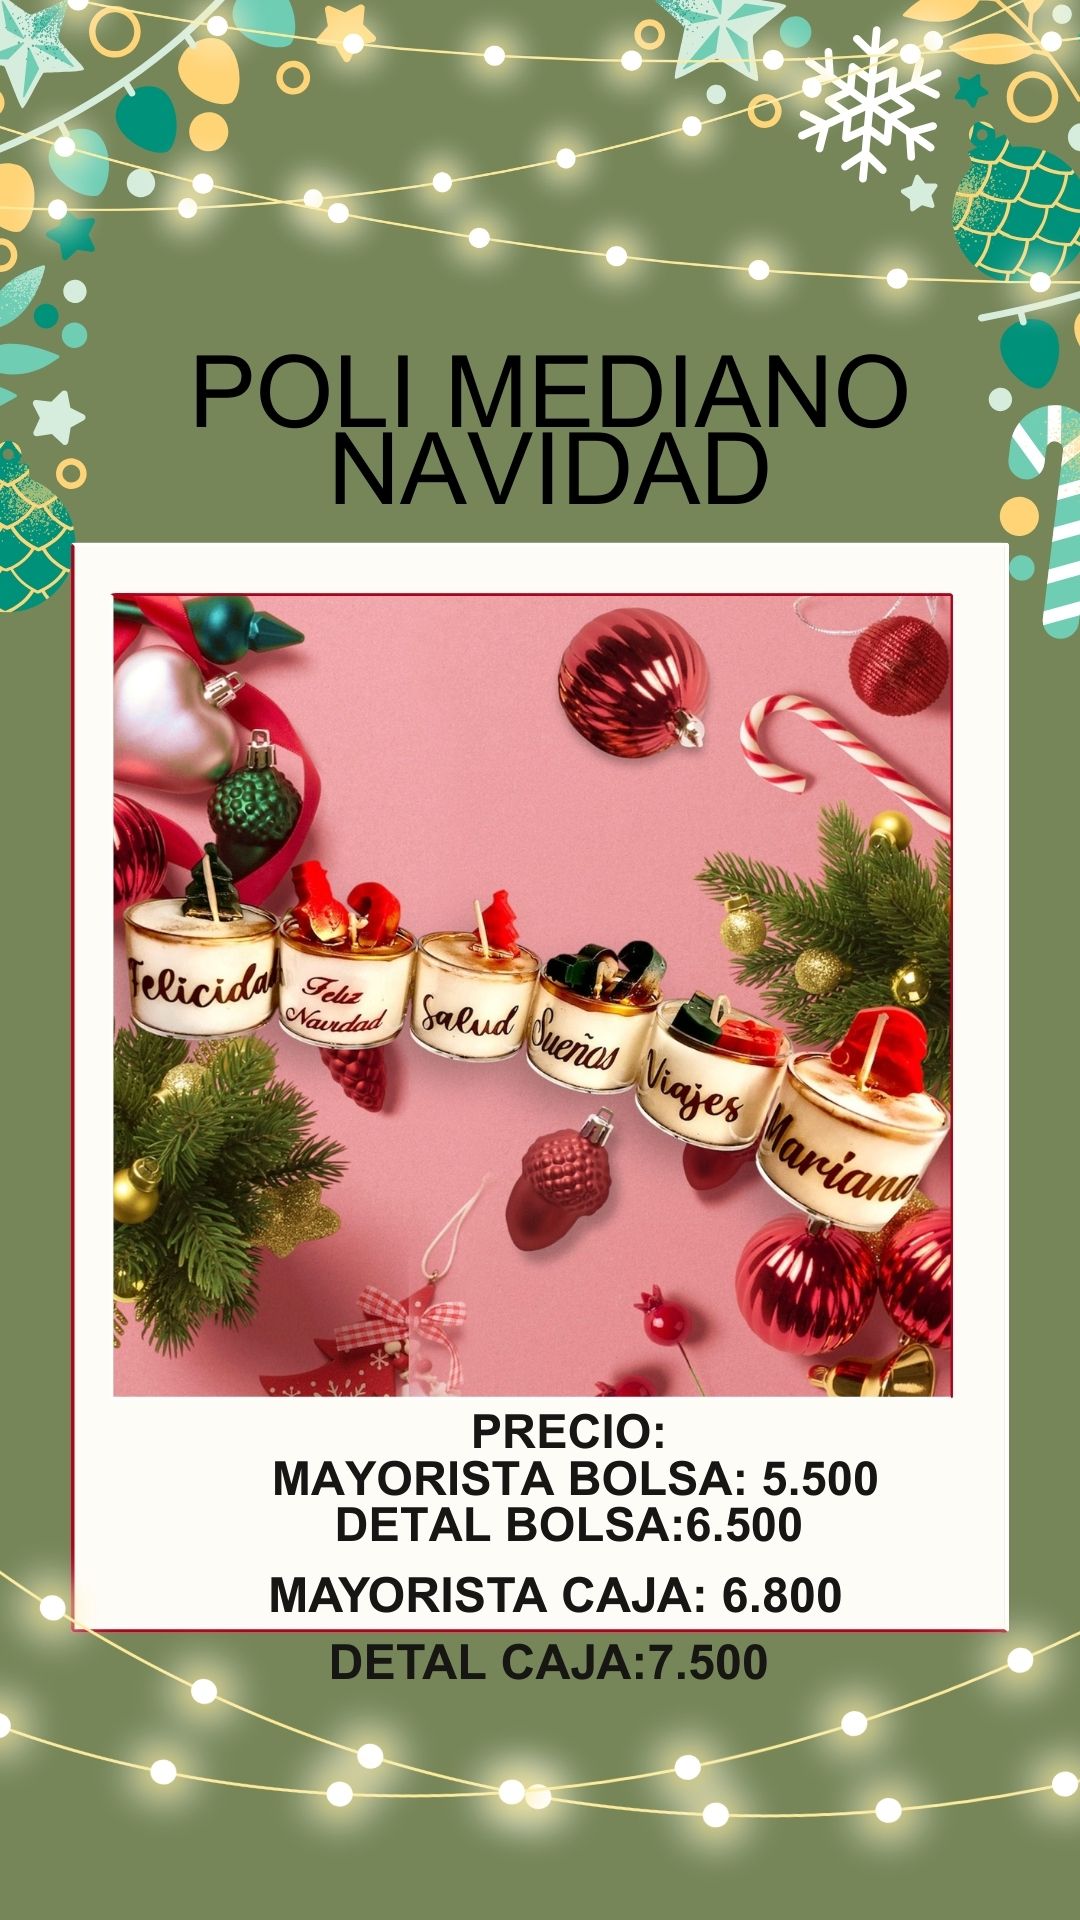 POLI MEDIANO
NAVIDAD
Felicidad
Feliz
Navidad
Salud
Sueños
Viajes
Mariana
PRECIO:
MAYORISTA BOLSA: 5.500
DETAL BOLSA:6.500
MAYORISTA CAJA: 6.800
DETAL CAJA:7.500